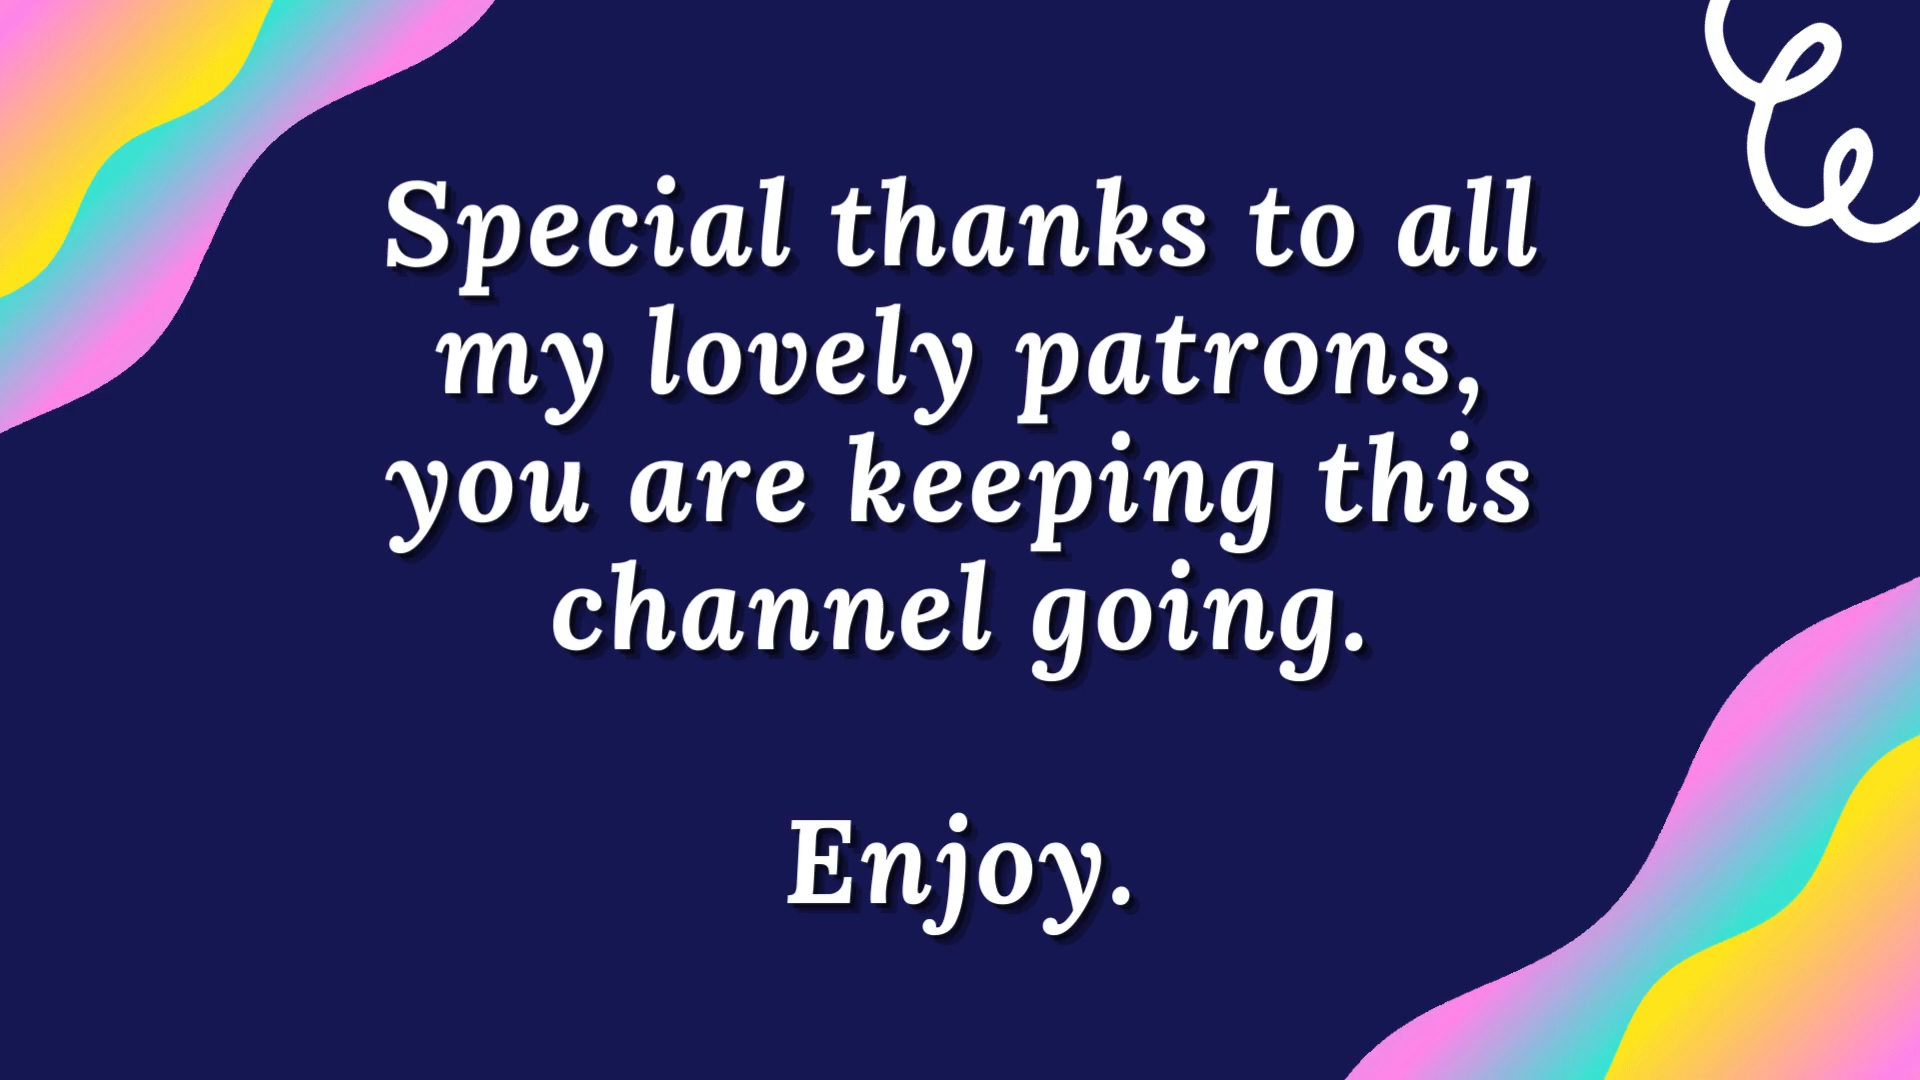 Special thanks to all
my lovely patrons,
you are keeping this
channel going.
Enjoy.